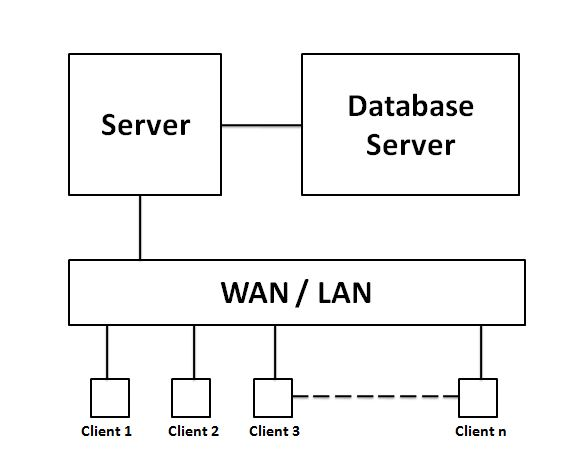 Server
Database
Server
WAN / LAN
Client 1
Client 2
Client 3
Client n